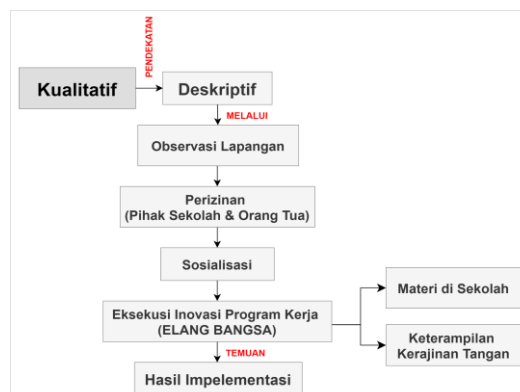 PENDEKATAN
Kualitatif
Deskriptif
MELALUI
Observasi Lapangan
Perizinan
(Pihak Sekolah & Orang Tua)
Sosialisasi
Eksekusi Inovasi Program Kerja
(ELANG BANGSA)
Materi di Sekolah
Keterampilan
Kerajinan Tangan
TEMUAN
Hasil Impelementasi